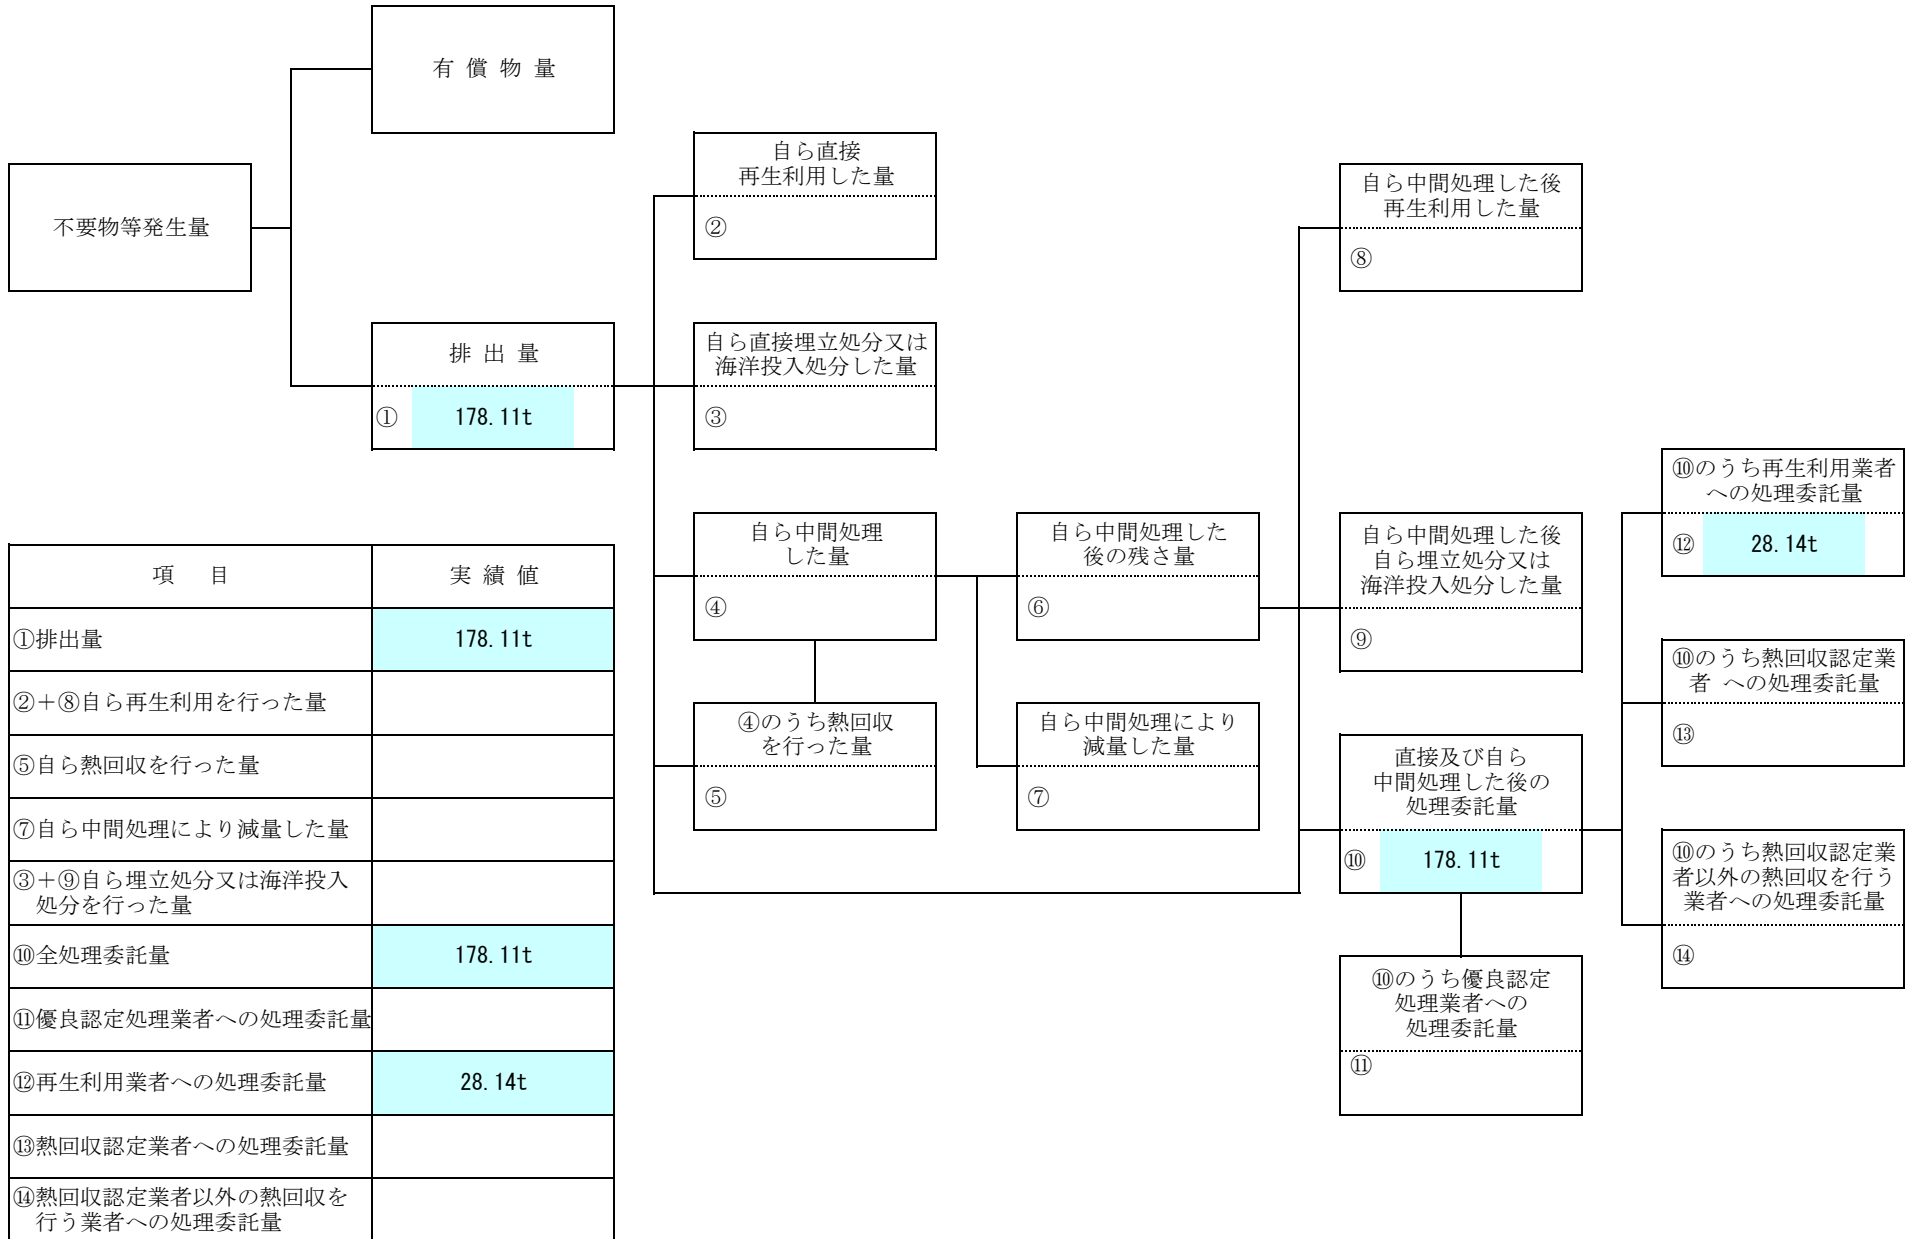 有 償 物 量
不要物等発生量
排 出 量
① 178.11t
自ら直接
再生利用した量
②
自ら直接埋立処分又は
海洋投入処分した量
③
自ら中間処理
した量
④
④のうち熱回収
を行った量
⑤
自ら中間処理した
後の残さ量
⑥
自ら中間処理により
減量した量
⑦
自ら中間処理した後
再生利用した量
⑧
自ら中間処理した後
自ら埋立処分又は
海洋投入処分した量
⑨
直接及び自ら
中間処理した後の
処理委託量
⑩ 178.11t
⑩のうち優良認定
処理業者への
処理委託量
⑪
⑩のうち再生利用業者
への処理委託量
⑫ 28.14t
⑩のうち熱回収認定業
者 への処理委託量
⑬
⑩のうち熱回収認定業
者以外の熱回収を行う
業者への処理委託量
⑭
項 目 実 績 値
①排出量 178.11t
②＋⑧自ら再生利用を行った量
⑤自ら熱回収を行った量
⑦自ら中間処理により減量した量
③＋⑨自ら埋立処分又は海洋投入
処分を行った量
⑩全処理委託量 178.11t
⑪優良認定処理業者への処理委託量
⑫再生利用業者への処理委託量 28.14t
⑬熱回収認定業者への処理委託量
⑭熱回収認定業者以外の熱回収を
行う業者への処理委託量